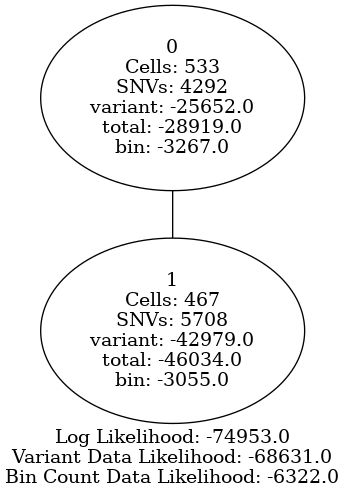 0
Cells: 533
SNVs: 4292
variant: -25652.0
total: -28919.0
bin: -3267.0
1
Cells: 467
SNVs: 5708
variant: -42979.0
total: -46034.0
bin: -3055.0
Log Likelihood: -74953.0
Variant Data Likelihood: -68631.0
Bin Count Data Likelihood: -6322.0